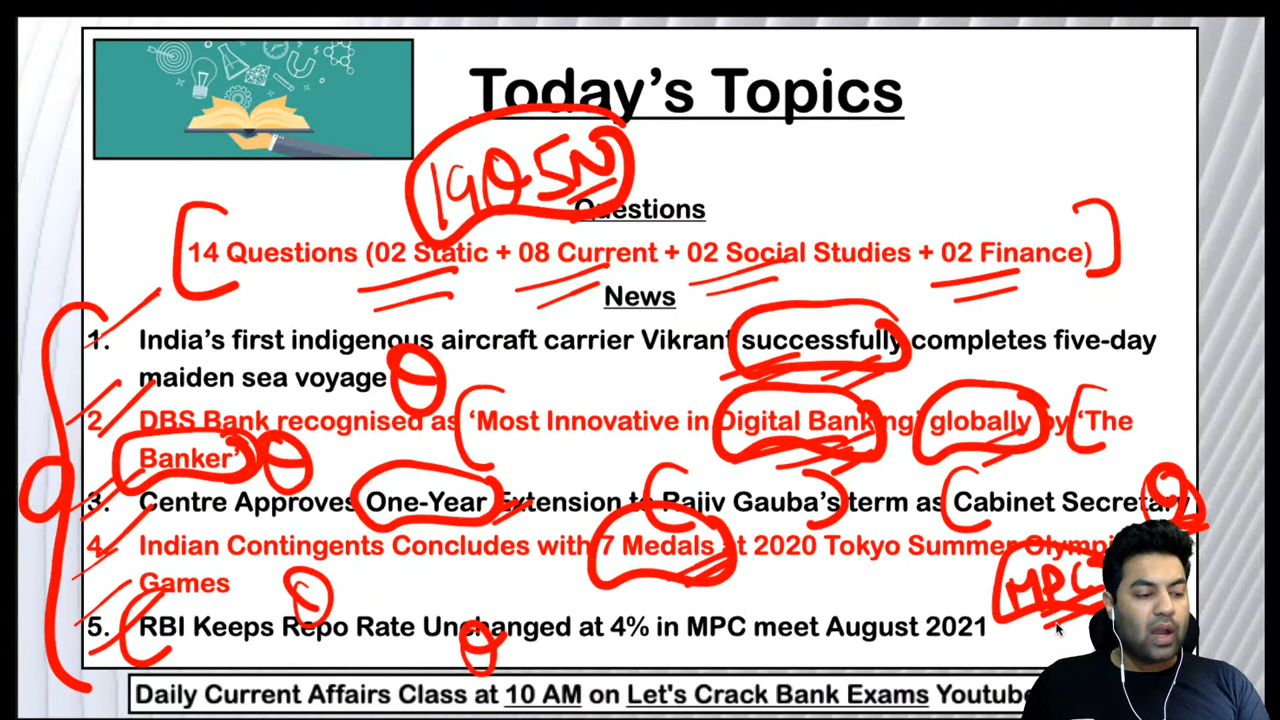 Today's Topics
19Q 5N
Questions
14 Questions (02 Static + 08 Current + 02 Social Studies + 02 Finance)
News
1. India's first indigenous aircraft carrier Vikrant successfully completes five-day
maiden sea voyage
2. DBS Bank recognised as 'Most Innovative in Digital Banking' globally by 'The
Banker'
3. Centre Approves One-Year Extension to Rajiv Gauba's term as Cabinet Secretary
4. Indian Contingents Concludes with 7 Medals at 2020 Tokyo Summer
Games
MPC
5. RBI Keeps Repo Rate Unchanged at 4% in MPC meet August 2021
Daily Current Affairs Class at 10 AM on Let's Crack Bank Exams